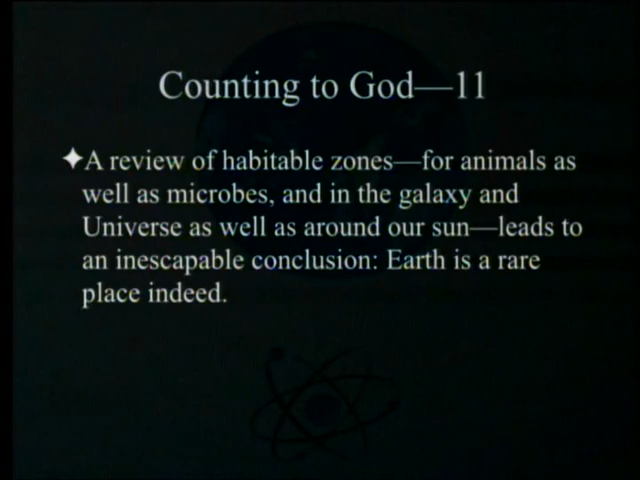 Counting to God—11
✦A review of habitable zones—for animals as
well as microbes, and in the galaxy and
Universe as well as around our sun—leads to
an inescapable conclusion: Earth is a rare
place indeed.